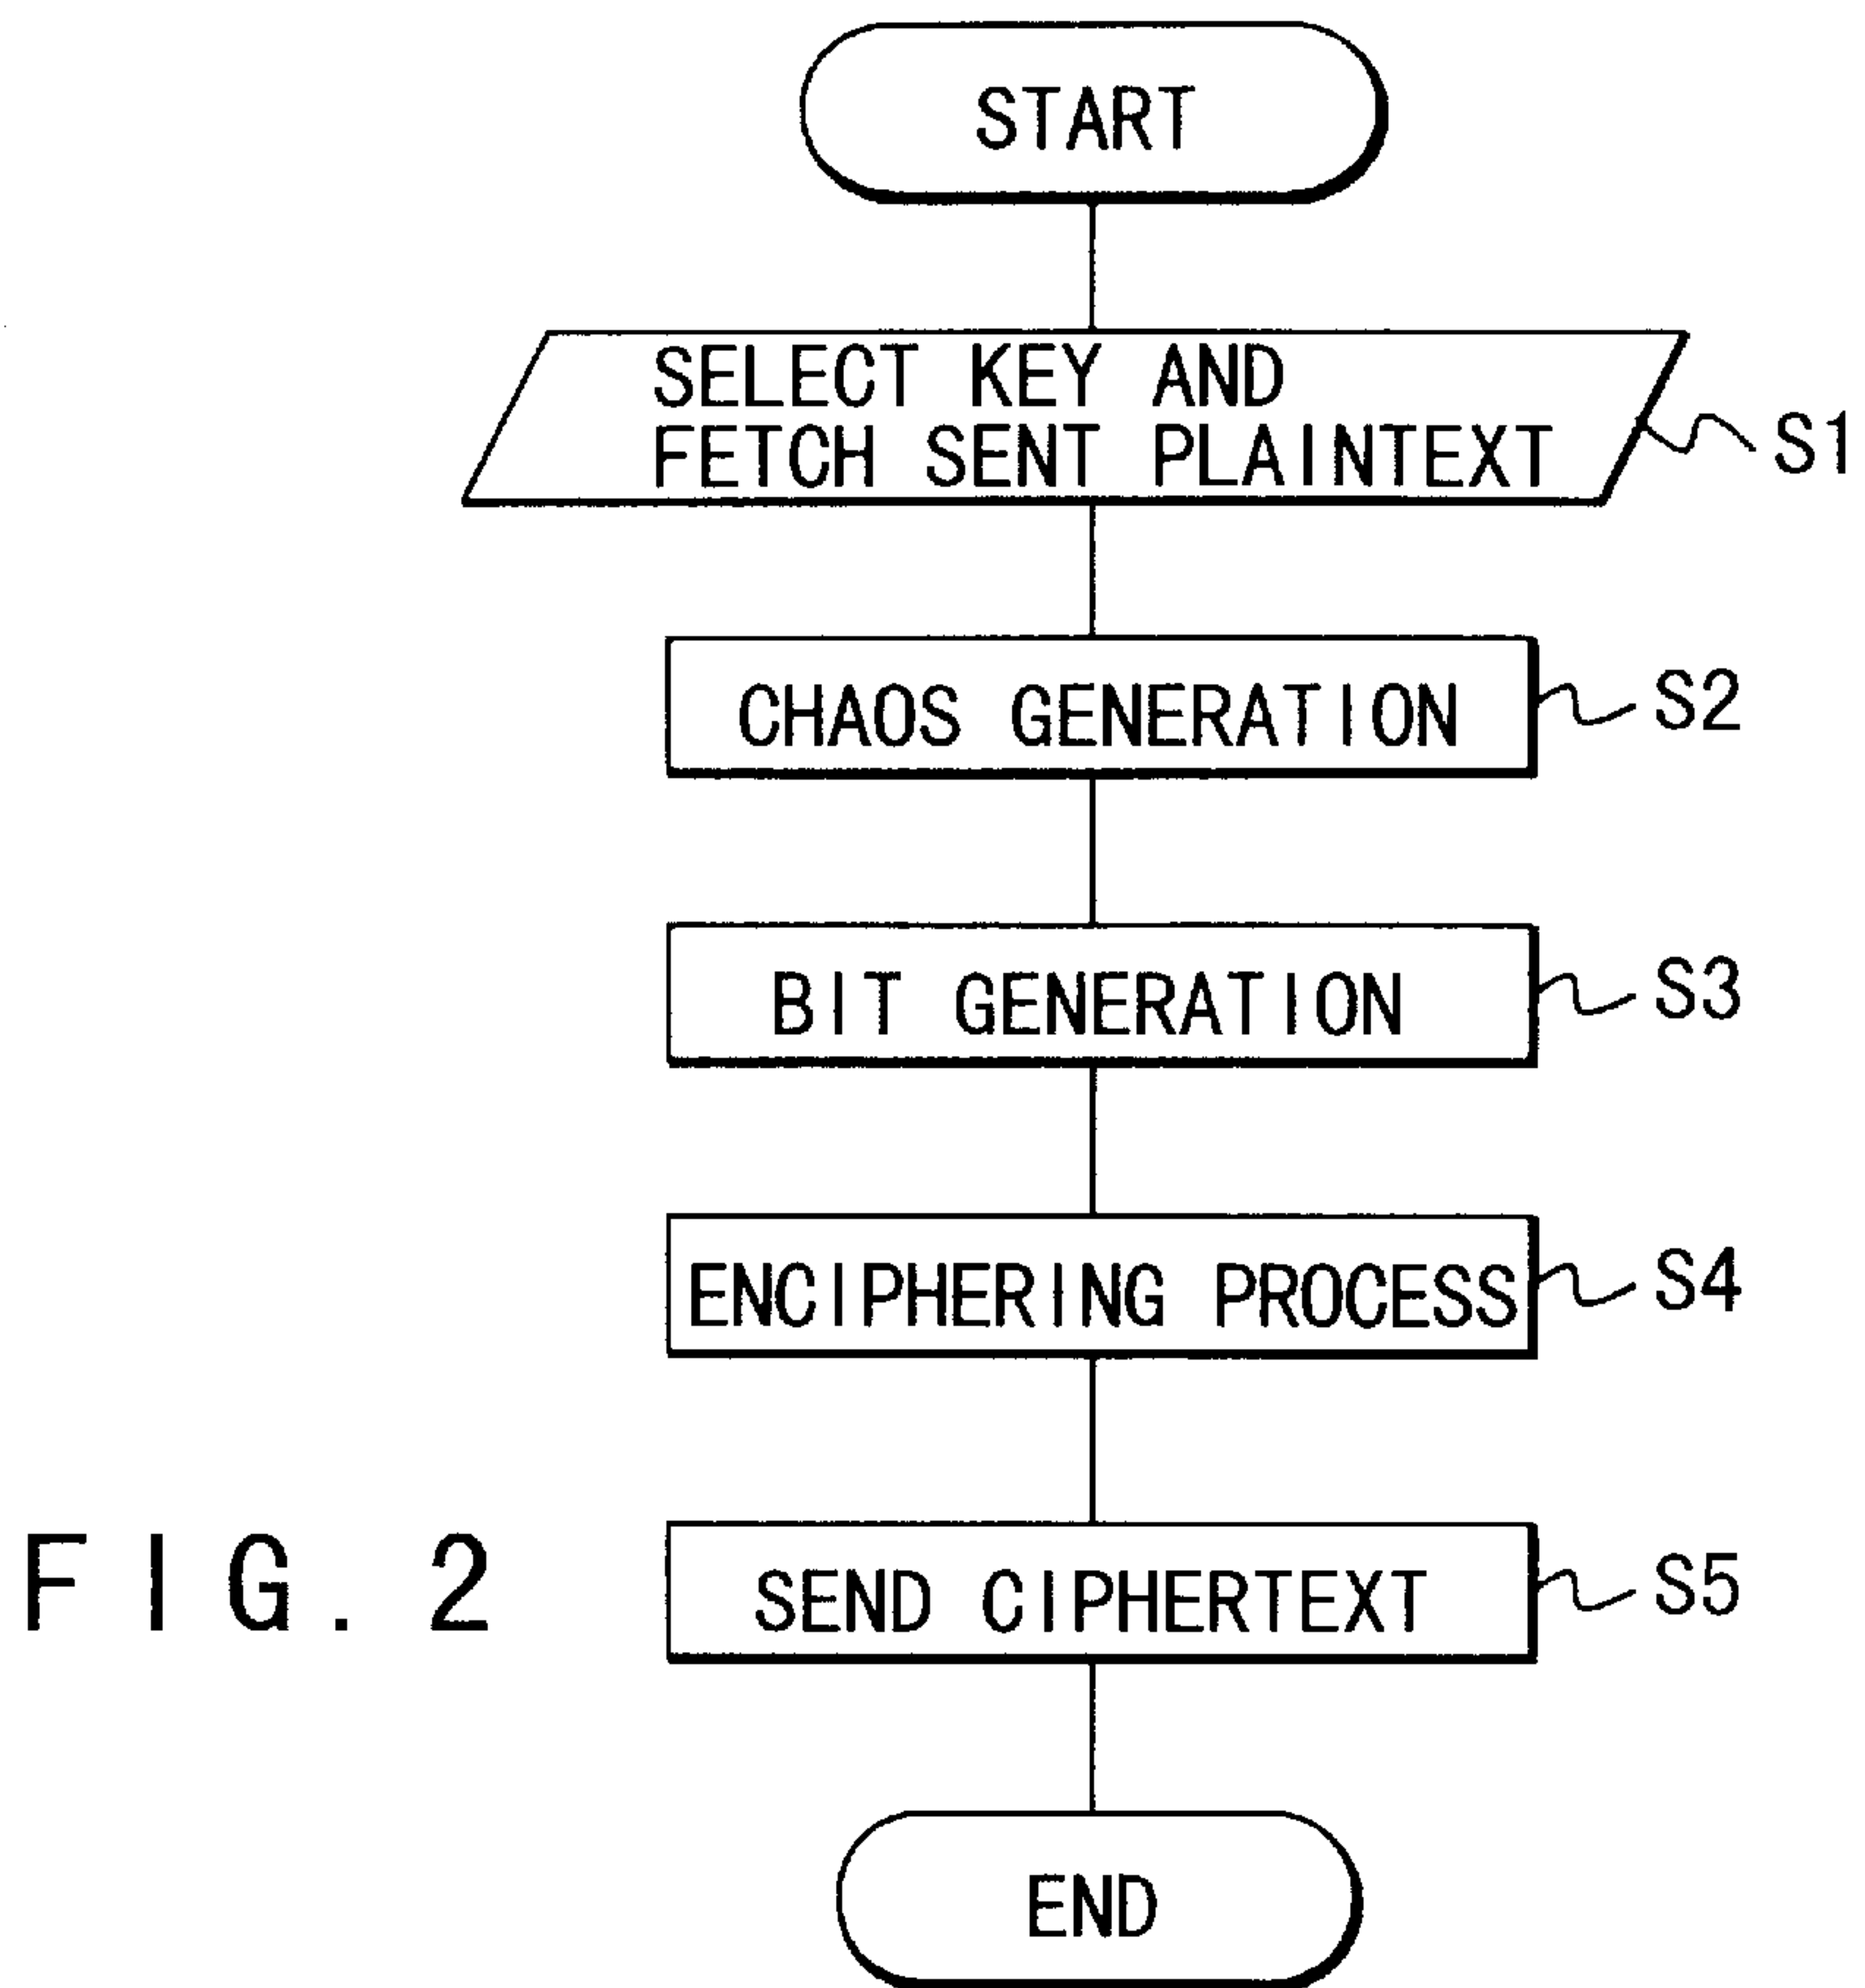 START
SELECT KEY AND
FETCH SENT PLAINTEXT
S1
CHAOS GENERATION
S2
BIT GENERATION
S3
ENCIPHERING PROCESS
S4
SEND CIPHERTEXT
S5
FIG. 2
END